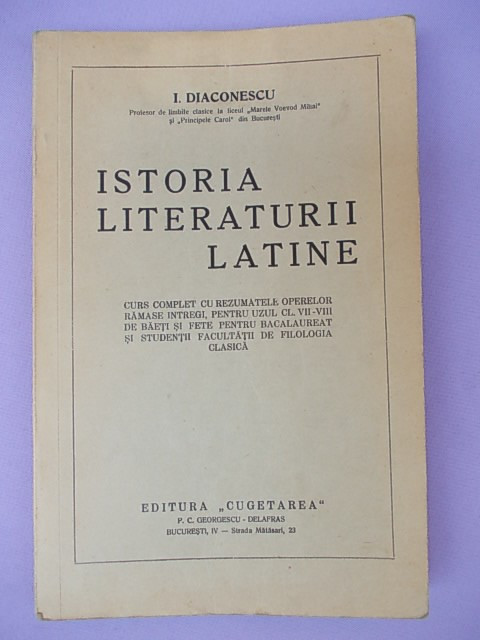 I. DIACONESCU
Profesor de limbile clasice la liceul „Marele Voevod Mihai"
și „Principele Carol" din București
ISTORIA
LITERATURII
LATINE
CURS COMPLET CU REZUMATELE OPERELOR
RĂMASE INTREGI, PENTRU UZUL CL. VII-VIII
DE BĂEȚI ȘI FETE PENTRU BACALAUREAT
ȘI STUDENȚII FACULTĂȚII DE FILOLOGIA
CLASICĂ
EDITURA „CUGETAREA"
P. C. GEORGESCU - DELAFRAS
BUCUREȘTI, IV — Strada Mătăsari, 23